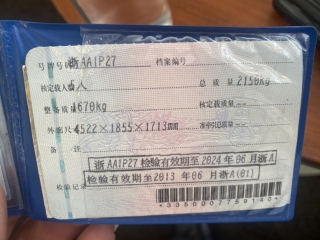 号牌号码 浙AA1P27 档案编号
核定载人数 5人 总质量 2150kg
整备质量 1670kg 核定载质量 --
外廓尺寸 4522×1855×1713mm 准牵引总质量 --
备注
浙AA1P27检验有效期至2024年06月浙A
检验有效期至2013年06月浙A(01)
检验记录
*3350007759140*